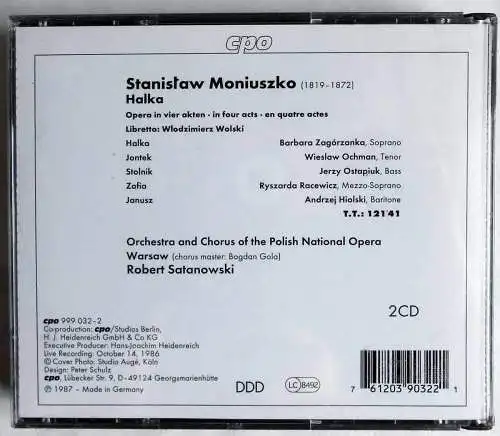 cpo
Stanisław Moniuszko (1819–1872)
Halka
Opera in vier akten · in four acts · en quatre actes
Libretto: Włodzimierz Wolski
Halka Barbara Zagórzanka, Soprano
Jontek Wiesław Ochman, Tenor
Stolnik Jerzy Ostapiuk, Bass
Zofia Ryszarda Racewicz, Mezzo-Soprano
Janusz Andrzej Hiolski, Baritone
T.T.: 121'41
Orchestra and Chorus of the Polish National Opera
Warsaw (chorus master: Bogdan Gola)
Robert Satanowski
2CD
cpo 999 032-2
Co-production: cpo/Studios Berlin,
H. J. Heidenreich GmbH & Co KG
Executive Producer: Hans-Joachim Heidenreich
Live Recording: October 14, 1986
© Cover Photo: Studio Augé, Köln
Design: Peter Schulz
cpo, Lübecker Str. 9, D-49124 Georgsmarienhütte
℗ 1987 – Made in Germany
DDD
LC 8492
7 61203 90322 1